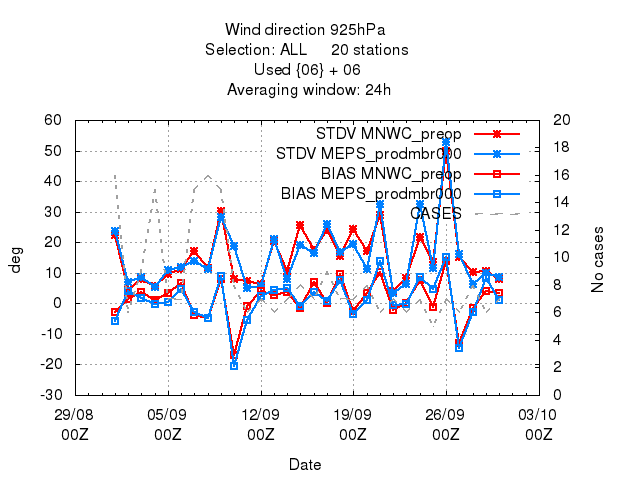 Wind direction 925hPa
Selection: ALL 20 stations
Used {06} + 06
Averaging window: 24h
60
50
40
30
20
10
0
-10
-20
-30
deg
20
18
16
14
12
10
8
6
4
2
0
No cases
STDV MNWC_preop
STDV MEPS_prodmbr000
BIAS MNWC_preop
BIAS MEPS_prodmbr000
CASES
29/08 05/09 12/09 19/09 26/09 03/10
00Z 00Z 00Z 00Z 00Z 00Z
Date